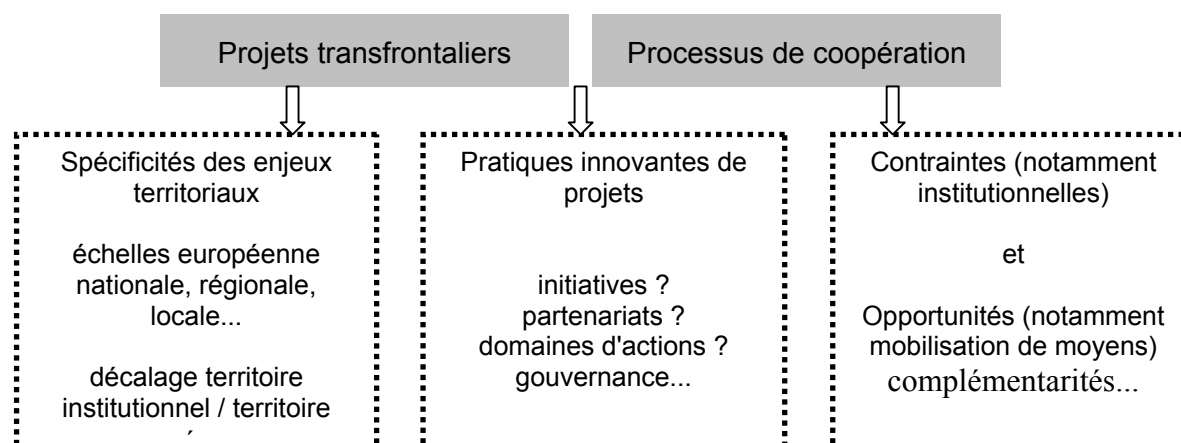 Projets transfrontaliers
Processus de coopération
Spécificités des enjeux
territoriaux
échelles européenne
nationale, régionale,
locale...
décalage territoire
institutionnel / territoire
Pratiques innovantes de
projets
initiatives ?
partenariats ?
domaines d'actions ?
gouvernance...
Contraintes (notamment
institutionnelles)
et
Opportunités (notamment
mobilisation de moyens)
complémentarités...